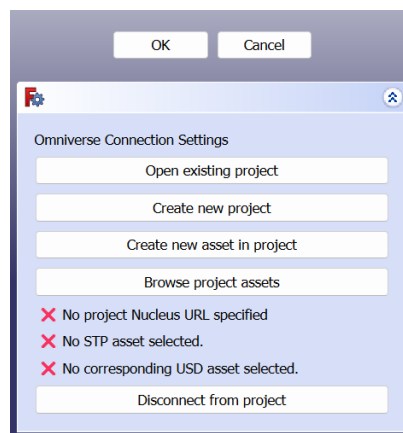 OK
Cancel
Omniverse Connection Settings
Open existing project
Create new project
Create new asset in project
Browse project assets
No project Nucleus URL specified
No STP asset selected.
No corresponding USD asset selected.
Disconnect from project